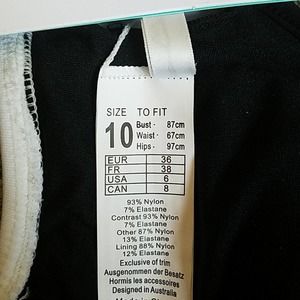 SIZE TO FIT
10 Bust · 87cm
Waist · 67cm
Hips · 97cm
EUR 36
FR 38
USA 6
CAN 8
93% Nylon
7% Elastane
Contrast 93% Nylon
7% Elastane
Other 87% Nylon
13% Elastane
Lining 88% Nylon
12% Elastane
Exclusive of trim
Ausgenommen der Besatz
Hormis les accessoires
Designed in Australia